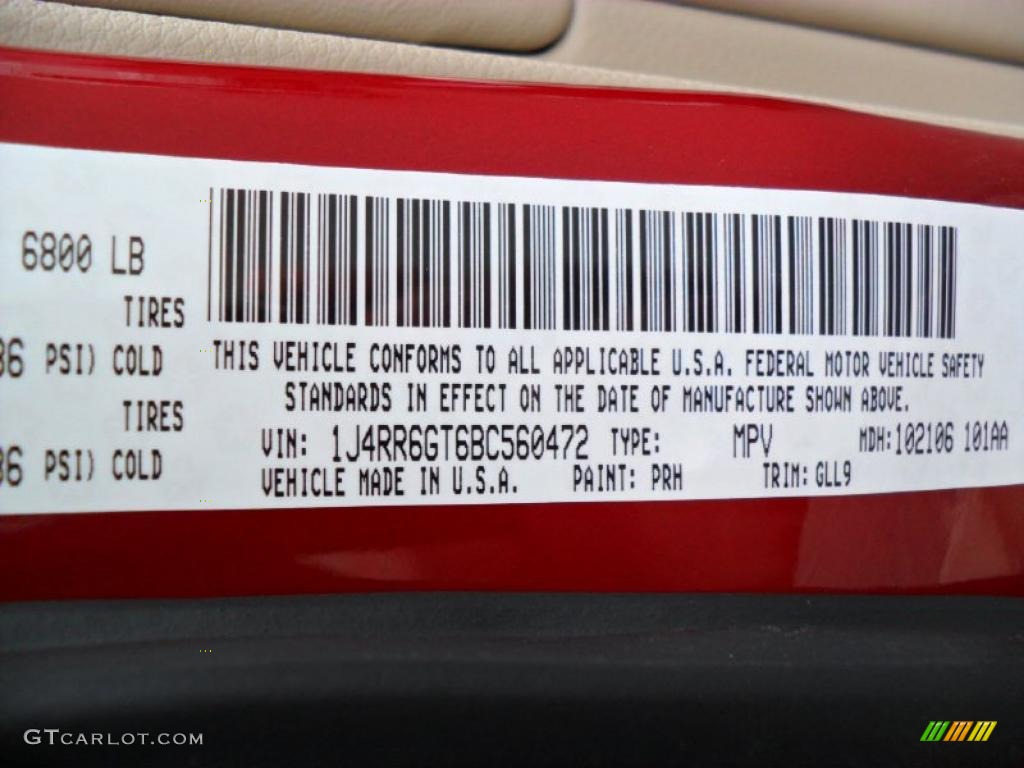 6800 LB
TIRES
PSI) COLD
TIRES
PSI) COLD
THIS VEHICLE CONFORMS TO ALL APPLICABLE U.S.A. FEDERAL MOTOR VEHICLE SAFETY
STANDARDS IN EFFECT ON THE DATE OF MANUFACTURE SHOWN ABOVE.
VIN: 1J4RR6GT6BC560472 TYPE: MPV MDH:102106 101AA
VEHICLE MADE IN U.S.A. PAINT: PRH TRIM: GLL9
GTCARLOT.COM